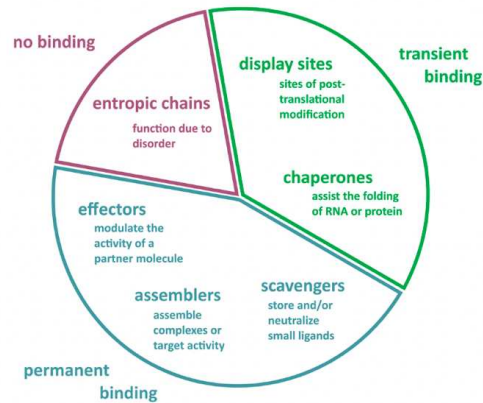 no binding
entropic chains
function due to
disorder
display sites
sites of post-
translational
modification
transient
binding
chaperones
assist the folding
of RNA or protein
effectors
modulate the
activity of a
partner molecule
assemblers
assemble
complexes or
target activity
scavengers
store and/or
neutralize
small ligands
permanent
binding